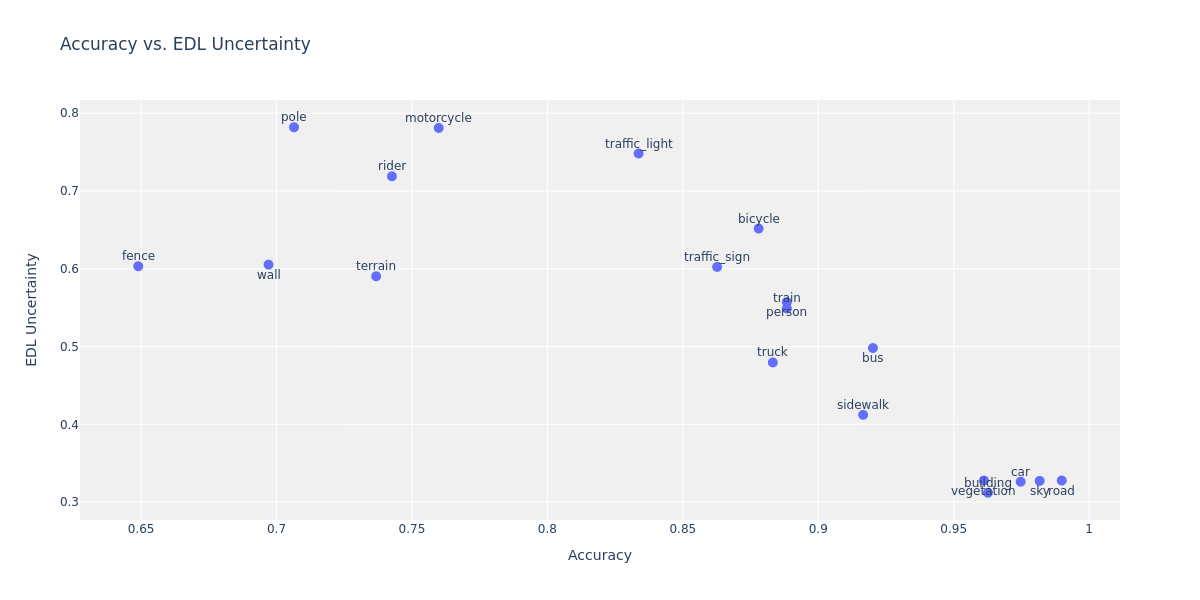 Accuracy vs. EDL Uncertainty
0.8
pole
motorcycle
traffic_light
rider
0.7
bicycle
fence
traffic_sign
terrain
0.6
wall
EDL Uncertainty
train
person
0.5
truck
bus
sidewalk
0.4
car
building
vegetation
sky
road
0.3
0.65
0.7
0.75
0.8
0.85
0.9
0.95
1
Accuracy